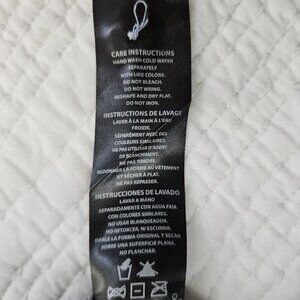 CARE INSTRUCTIONS
HAND WASH COLD WATER
SEPARATELY
WITH LIKE COLORS.
DO NOT BLEACH.
DO NOT WRING.
RESHAPE AND DRY FLAT.
DO NOT IRON.
INSTRUCTIONS DE LAVAGE
LAVER À LA MAIN À L'EAU
FROIDE,
SÉPARÉMENT AVEC DES
COULEURS SIMILAIRES.
NE PAS UTILISER D'AGENT
DE BLANCHIMENT.
NE PAS TORDRE.
REDONNER LA FORME AU VÊTEMENT
ET SÉCHER À PLAT.
NE PAS REPASSER.
INSTRUCCIONES DE LAVADO
LAVAR A MANO
SEPARADAMENTE CON AGUA FRÍA
CON COLORES SIMILARES.
NO USAR BLANQUEADOR.
NO RETORCER, NI ESCURRIR.
DARLE LA FORMA ORIGINAL Y SECAR
SOBRE UNA SUPERFICIE PLANA.
NO PLANCHAR.